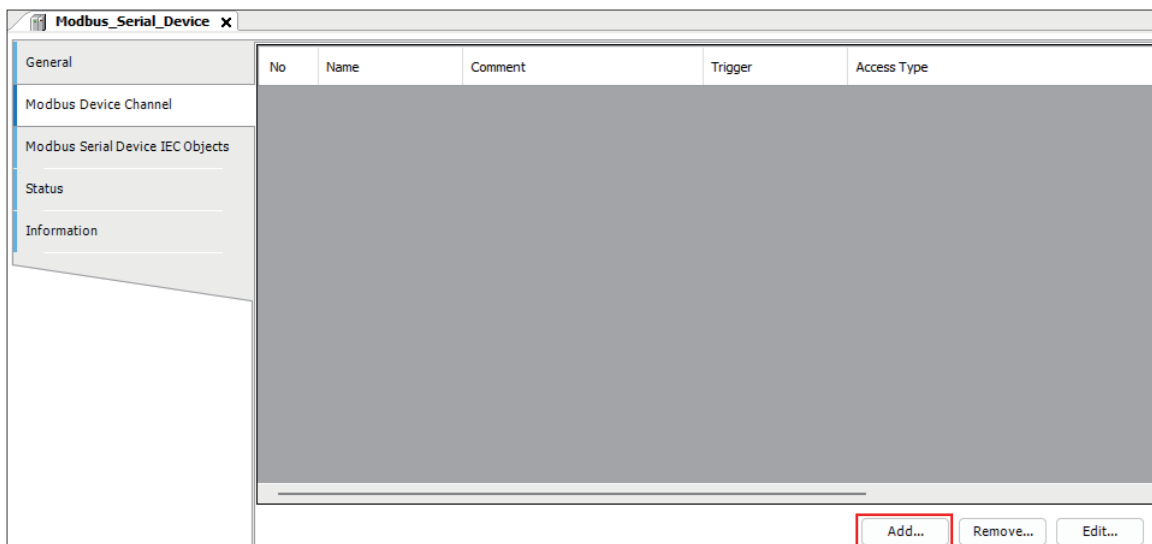 Modbus_Serial_Device X
General
Modbus Device Channel
Modbus Serial Device IEC Objects
Status
Information
No Name Comment Trigger Access Type
Add... Remove... Edit...